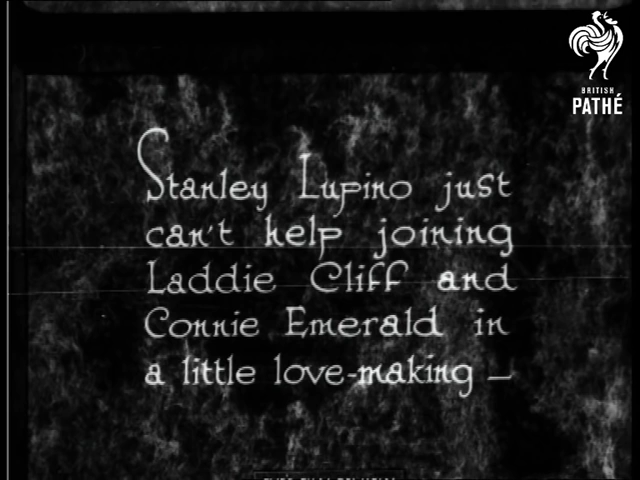 BRITISH
PATHÉ
Stanley Lupino just
can't help joining
Laddie Cliff and
Connie Emerald in
a little love-making —